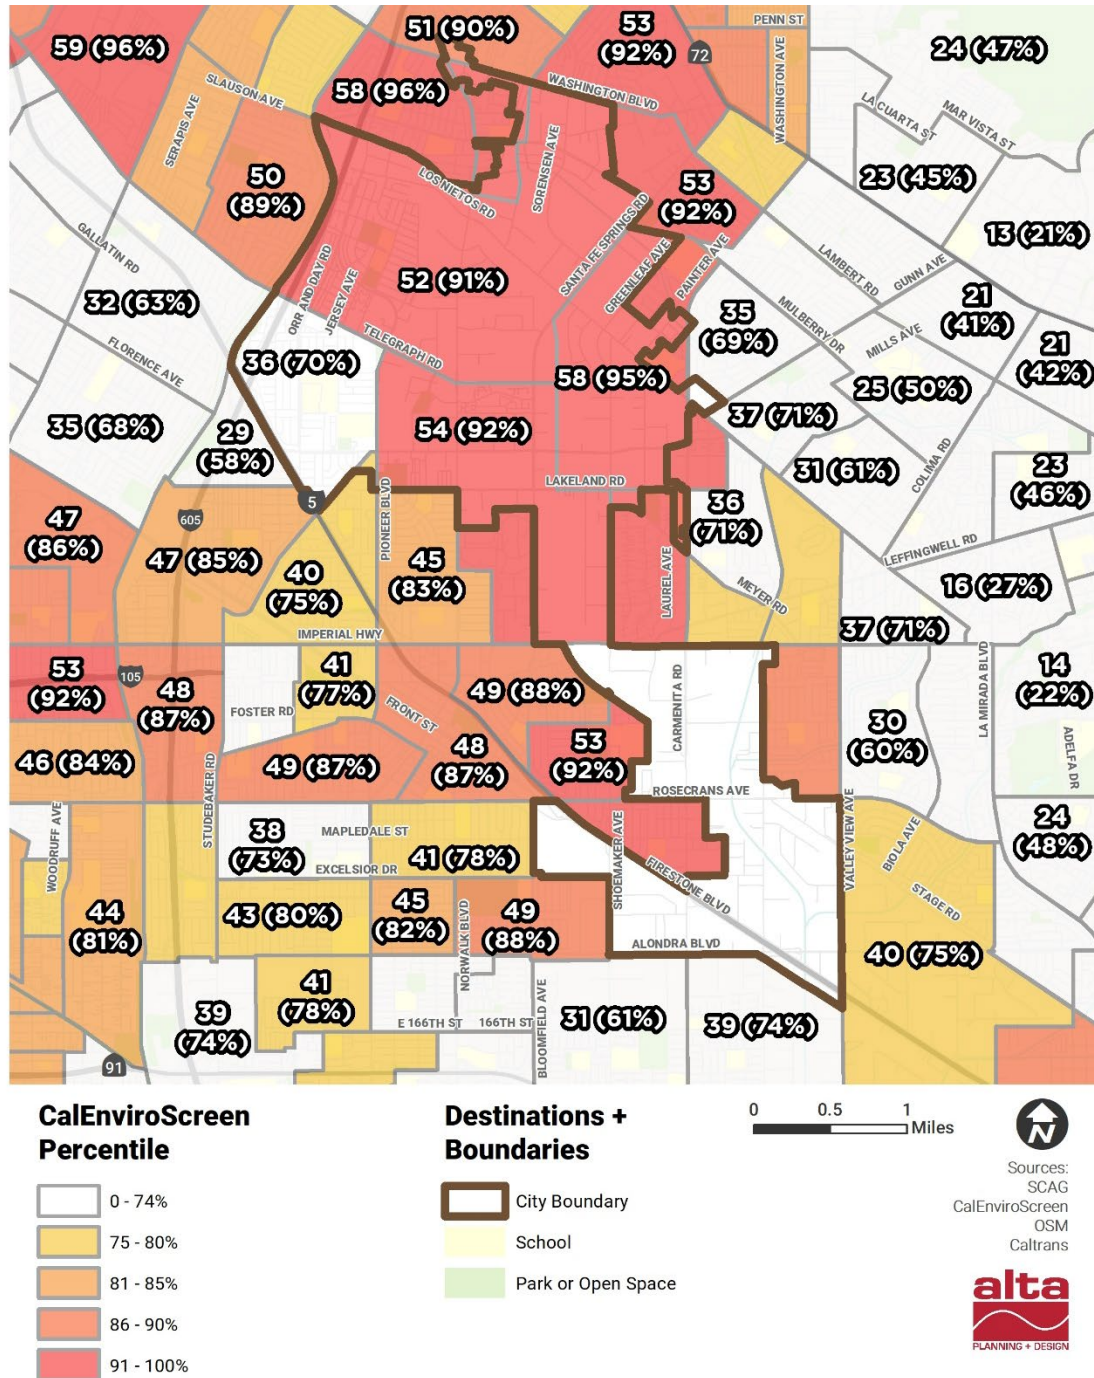 51 (90%)
53
(92%)
PENN ST
59 (96%)
72
24 (47%)
SLAUSON AVE
58 (96%)
WASHINGTON BLVD
WASHINGTON AVE
LA CUARTA ST
MAR VISTA ST
SERAPIS AVE
50
(89%)
LOS NIETOS RD
SORENSEN AVE
53
(92%)
23 (45%)
13 (21%)
GALLATIN RD
ORR AND DAY RD
JERSEY AVE
52 (91%)
SANTA FE SPRINGS RD
GREENLEAF AVE
PAINTER AVE
LAMBERT RD
GUNN AVE
32 (63%)
35
(69%)
MULBERRY DR
21
(41%)
FLORENCE AVE
36 (70%)
TELEGRAPH RD
MILLS AVE
21
(42%)
58 (95%)
25 (50%)
35 (68%)
29
(58%)
54 (92%)
37 (71%)
31 (61%)
COLIMA RD
23
(46%)
LAKELAND RD
5
605
PIONEER BLVD
36
(71%)
47
(86%)
47 (85%)
40
(75%)
45
(83%)
LAUREL AVE
MEYER RD
LEFFINGWELL RD
16 (27%)
IMPERIAL HWY
37 (71%)
53
(92%)
105
48
(87%)
41
(77%)
FOSTER RD
FRONT ST
49 (88%)
CARMENITA RD
30
(60%)
LA MIRADA BLVD
14
(22%)
ADELFA DR
46 (84%)
STUDEBAKER RD
49 (87%)
48
(87%)
53
(92%)
ROSECRANS AVE
WOODRUFF AVE
38
(73%)
MAPLEDALE ST
EXCELSIOR DR
41 (78%)
SHOEMAKER AVE
FIRESTONE BLVD
VALLEY VIEW AVE
BIOLA AVE
STAGE RD
24
(48%)
44
(81%)
43 (80%)
45
(82%)
NORWALK BLVD
49
(88%)
ALONDRA BLVD
40 (75%)
39
(74%)
41
(78%)
E 166TH ST
166TH ST
BLOOMFIELD AVE
31 (61%)
39 (74%)
91
CalEnviroScreen
Percentile
0 - 74%
75 - 80%
81 - 85%
86 - 90%
91 - 100%
Destinations +
Boundaries
City Boundary
School
Park or Open Space
0 0.5 1
Miles
N
Sources:
SCAG
CalEnviroScreen
OSM
Caltrans
alta
PLANNING + DESIGN